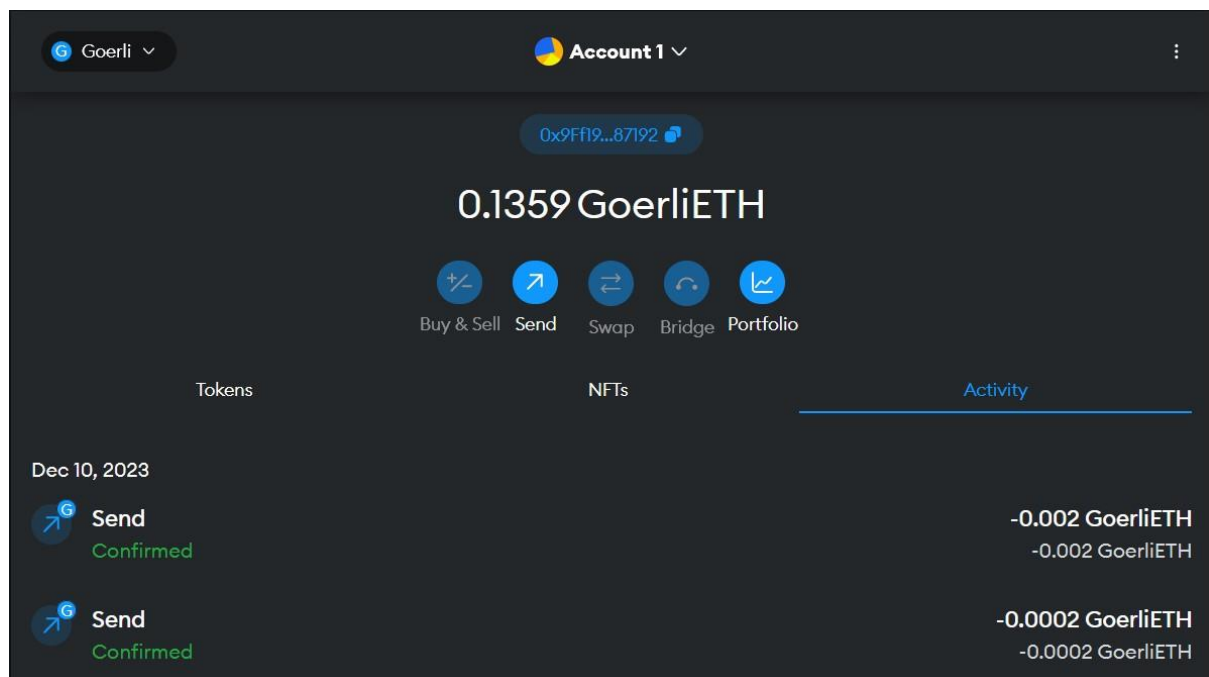 G Goerli
Account 1
0x9Ff19...87192
0.1359 GoerliETH
Buy & Sell Send Swap Bridge Portfolio
Tokens NFTs Activity
Dec 10, 2023
G
Send -0.002 GoerliETH
Confirmed -0.002 GoerliETH
G
Send -0.0002 GoerliETH
Confirmed -0.0002 GoerliETH